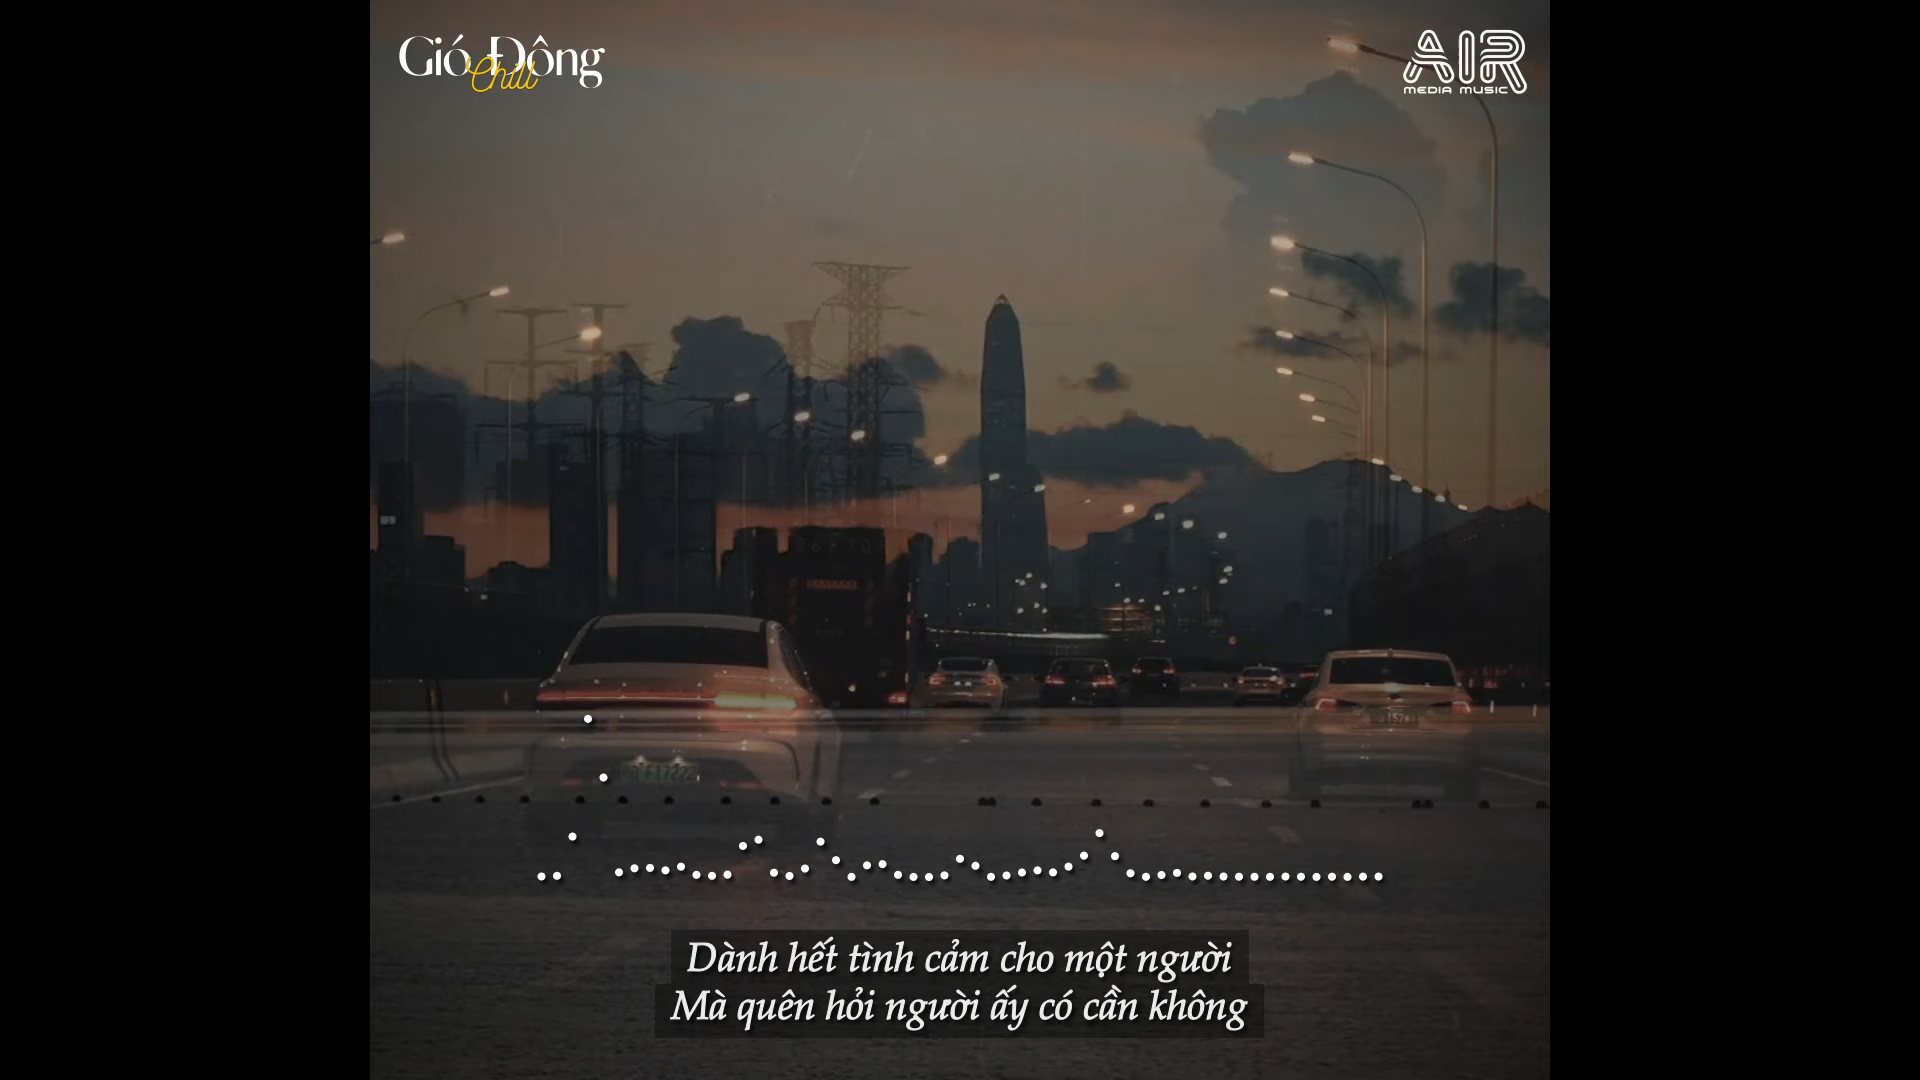 Gió Đông
Chill
AIR
MEDIA MUSIC
Dành hết tình cảm cho một người
Mà quên hỏi người ấy có cần không